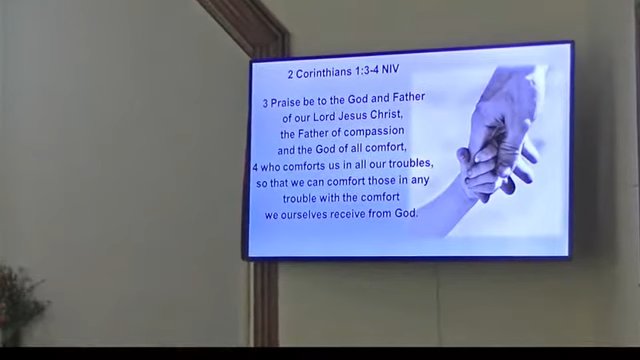 2 Corinthians 1:3-4 NIV
3 Praise be to the God and Father
of our Lord Jesus Christ,
the Father of compassion
and the God of all comfort,
4 who comforts us in all our troubles,
so that we can comfort those in any
trouble with the comfort
we ourselves receive from God.